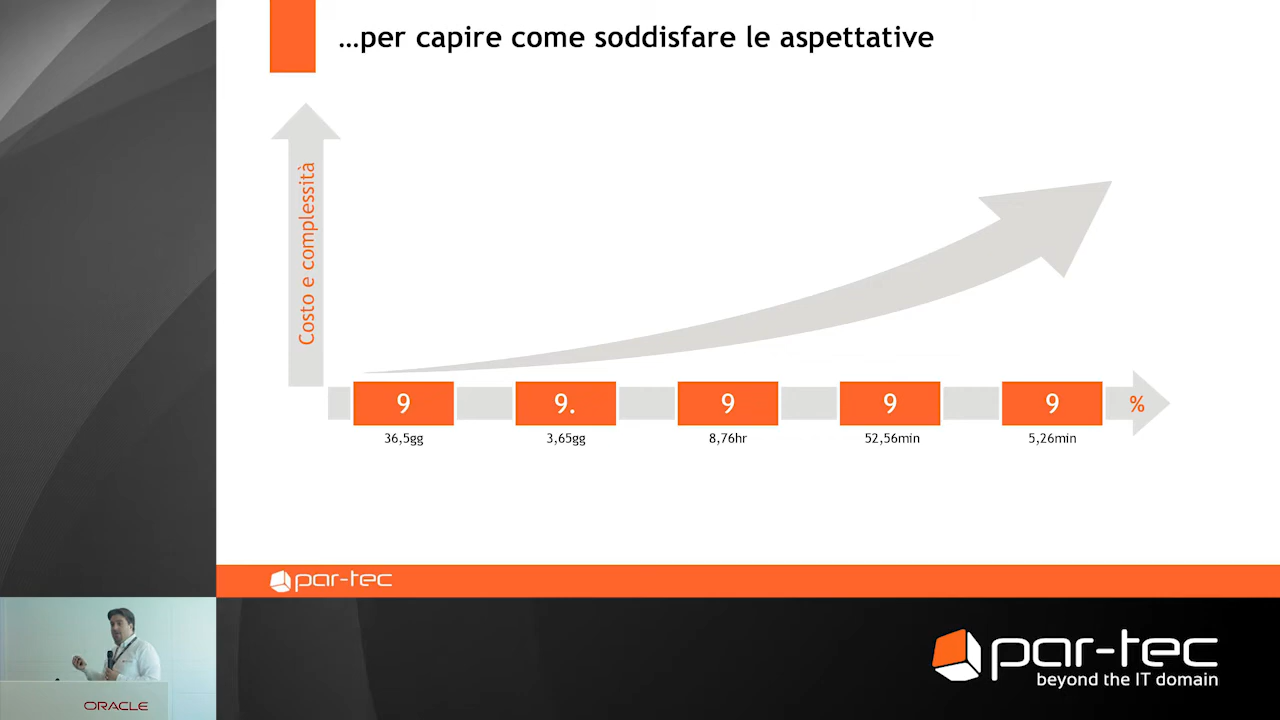 …per capire come soddisfare le aspettative
Costo e complessità
9 9. 9 9 9 %
36,5gg 3,65gg 8,76hr 52,56min 5,26min
par-tec
ORACLE
par-tec
beyond the IT domain